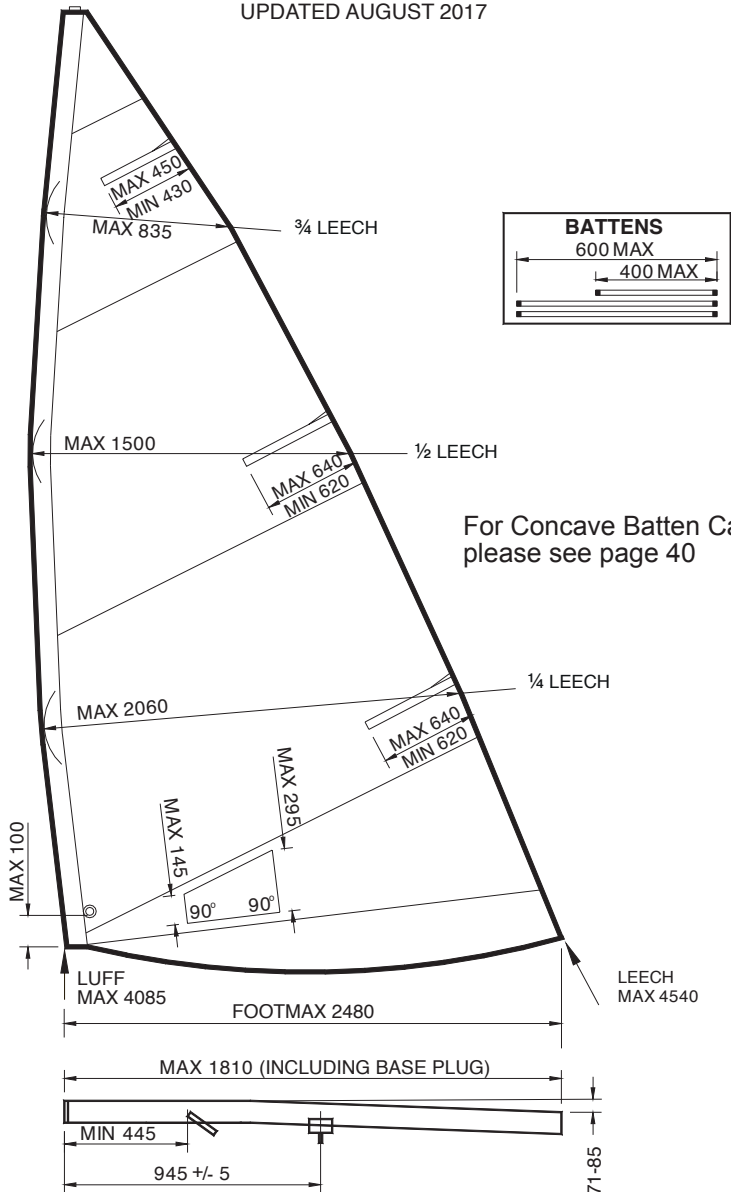 UPDATED AUGUST 2017
MAX 450
MIN 430
MAX 835
¾ LEECH
BATTENS
600 MAX
400 MAX
MAX 1500
½ LEECH
MAX 640
MIN 620
For Concave Batten Ca
please see page 40
¼ LEECH
MAX 2060
MAX 640
MIN 620
MAX 295
MAX 145
MAX 100
90°
90°
LUFF
MAX 4085
LEECH
MAX 4540
FOOTMAX 2480
MAX 1810 (INCLUDING BASE PLUG)
MIN 445
945 +/- 5
71-85